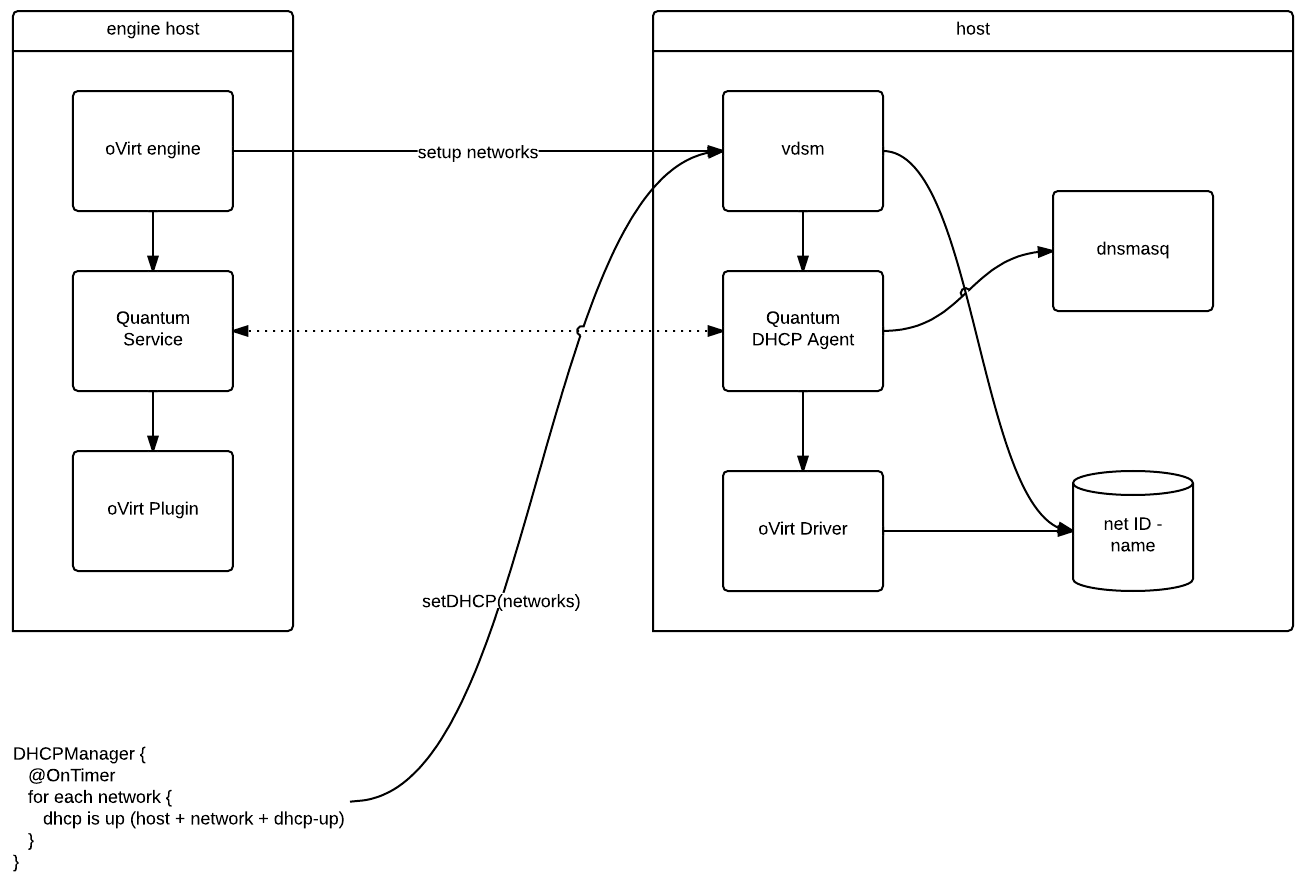 engine host
host
oVirt engine
setup networks
vdsm
dnsmasq
Quantum
Service
Quantum
DHCP Agent
oVirt Plugin
oVirt Driver
net ID -
name
setDHCP(networks)
DHCPManager {
@OnTimer
for each network {
dhcp is up (host + network + dhcp-up)
}
}